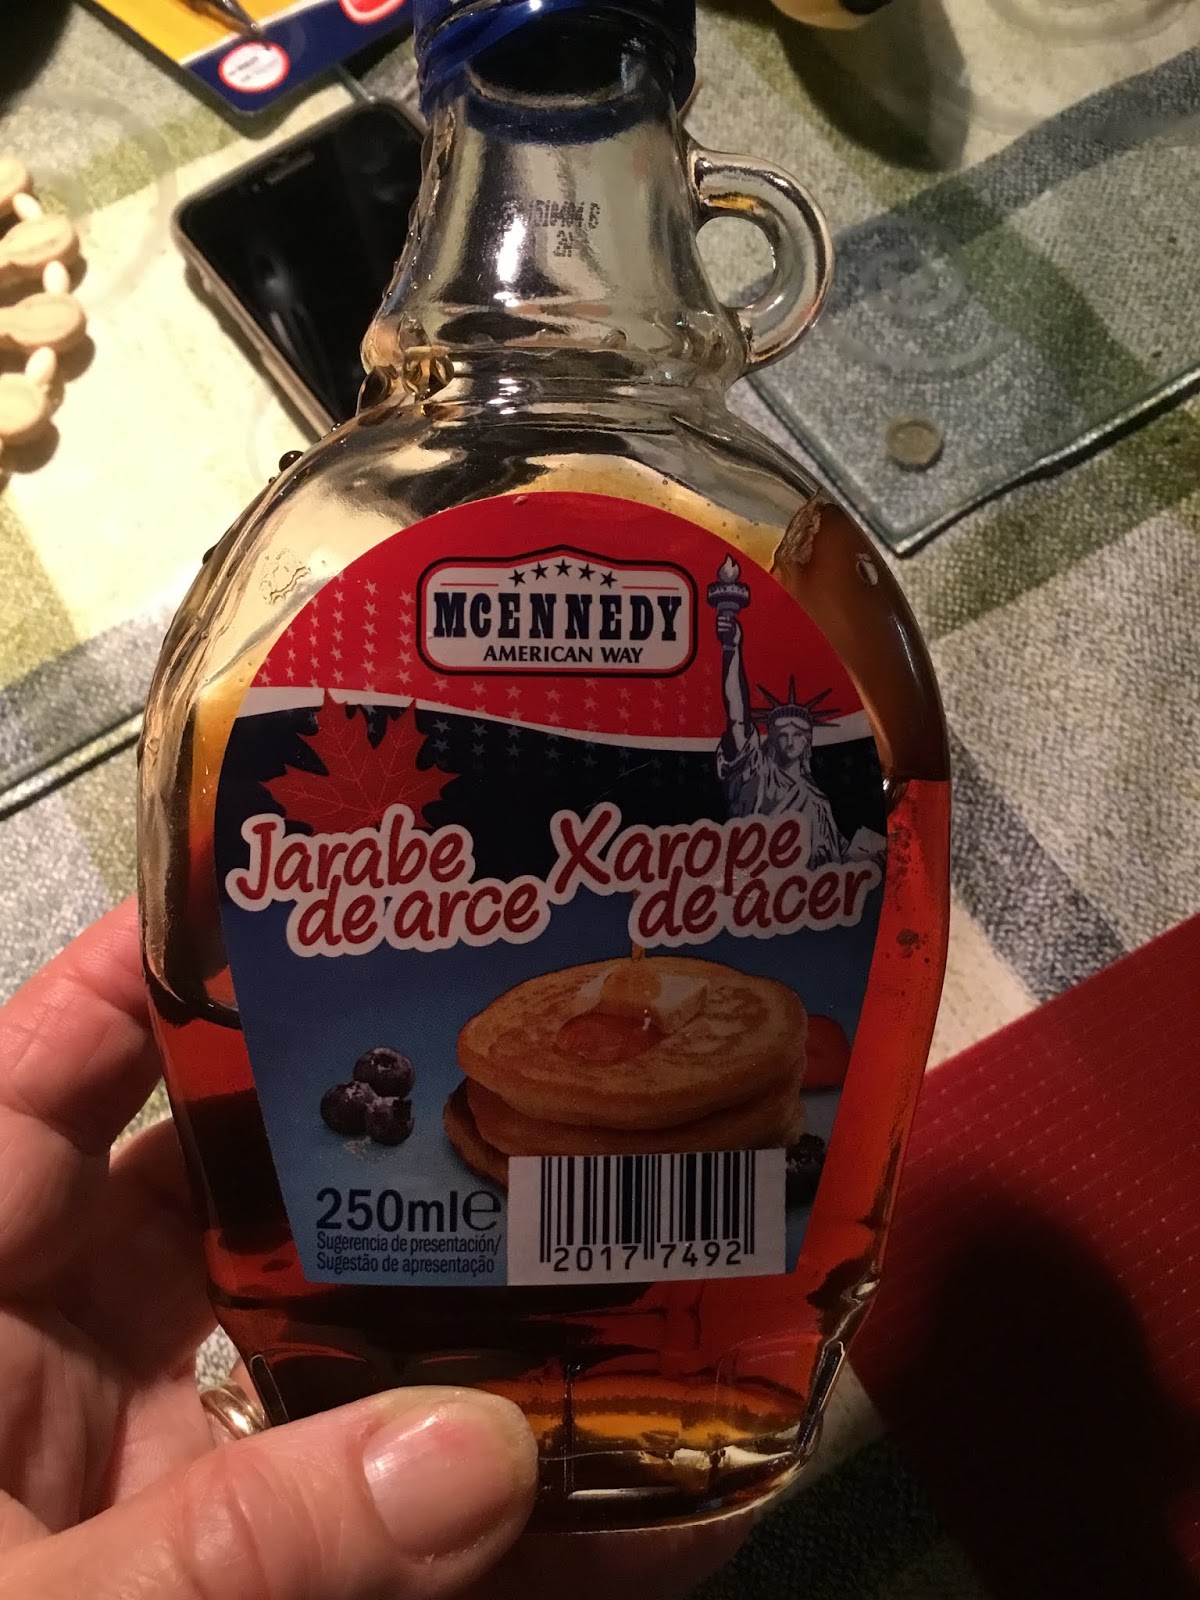 MCENNEDY
AMERICAN WAY
Jarabe
de arce
Xarope
de ácer
250ml℮
Sugerencia de presentación/
Sugestão de apresentação
2017 7492